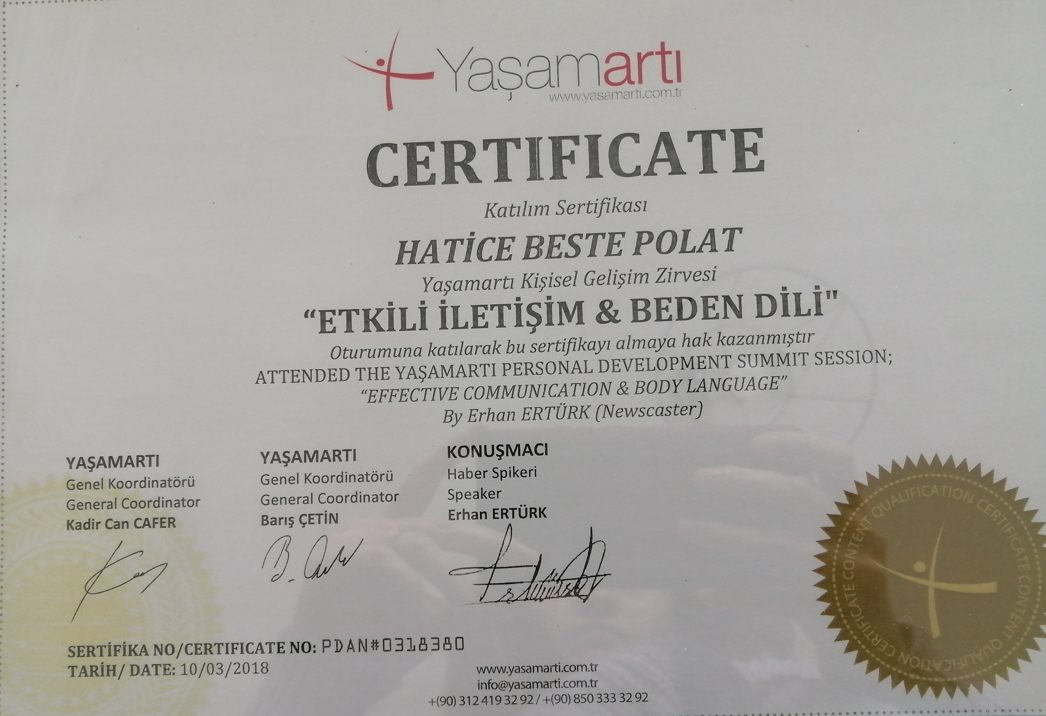 Yaşamartı
www.yasamarti.com.tr
CERTIFICATE
Katılım Sertifikası
HATİCE BESTE POLAT
Yaşamartı Kişisel Gelişim Zirvesi
“ETKİLİ İLETİŞİM & BEDEN DİLİ"
Oturumuna katılarak bu sertifikayı almaya hak kazanmıştır
ATTENDED THE YAŞAMARTI PERSONAL DEVELOPMENT SUMMIT SESSION;
“EFFECTIVE COMMUNICATION & BODY LANGUAGE”
By Erhan ERTÜRK (Newscaster)
YAŞAMARTI
Genel Koordinatörü
General Coordinator
Kadir Can CAFER
YAŞAMARTI
Genel Koordinatörü
General Coordinator
Barış ÇETİN
KONUŞMACI
Haber Spikeri
Speaker
Erhan ERTÜRK
CERTIFICATE CONTENT QUALIFICATION CERTIFICATE CONTENT QUALIFICATION
SERTİFİKA NO/CERTIFICATE NO: PDAN#0318380
TARİH/ DATE: 10/03/2018
www.yasamarti.com.tr
info@yasamarti.com.tr
+(90) 312 419 32 92 / +(90) 850 333 32 92